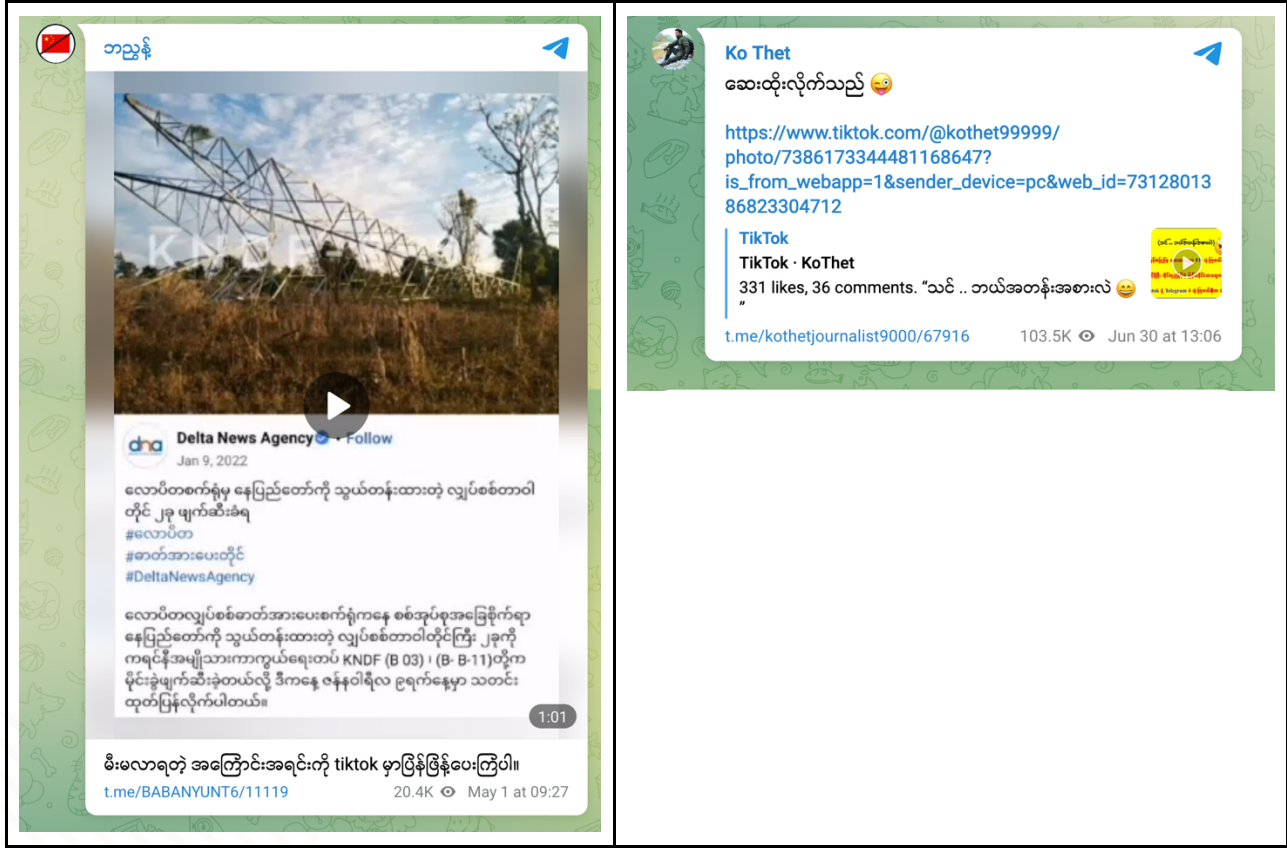 ဘညွန့်
KNDF-B
Delta News Agency · Follow
dna
Jan 9, 2022
လောပိတစက်ရုံမှ နေပြည်တော်ကို သွယ်တန်းထားတဲ့ လျှပ်စစ်တာဝါ
တိုင် ၂ခု ဖျက်ဆီးခံရ
#လောပိတ
#ဓာတ်အားပေးတိုင်
#DeltaNewsAgency
လောပိတလျှပ်စစ်ဓာတ်အားပေးစက်ရုံကနေ စစ်အုပ်စုအခြေစိုက်ရာ
နေပြည်တော်ကို သွယ်တန်းထားတဲ့ လျှပ်စစ်တာဝါတိုင်ကြီး ၂ခုကို
ကရင်နီအမျိုသားကာကွယ်ရေးတပ် KNDF (B 03) ၊ (B- B-11)တို့က
မိုင်းခွဲဖျက်ဆီးခဲ့တယ်လို့ ဒီကနေ့ ဇန်နဝါရီလ ၉ရက်နေ့မှာ သတင်း
ထုတ်ပြန်လိုက်ပါတယ်။
1:01
မီးမလာရတဲ့ အကြောင်းအရင်းကို tiktok မှာပြန်ဖြန့်ပေးကြပါ။
t.me/BABANYUNT6/11119 20.4K May 1 at 09:27
Ko Thet
ဆေးထိုးလိုက်သည် 😜
https://www.tiktok.com/@kothet99999/
photo/7386173344481168647?
is_from_webapp=1&sender_device=pc&web_id=73128013
86823304712
TikTok
TikTok · KoThet
331 likes, 36 comments. “သင် .. ဘယ်အတန်းအစားလဲ 😄
”
t.me/kothetjournalist9000/67916 103.5K Jun 30 at 13:06